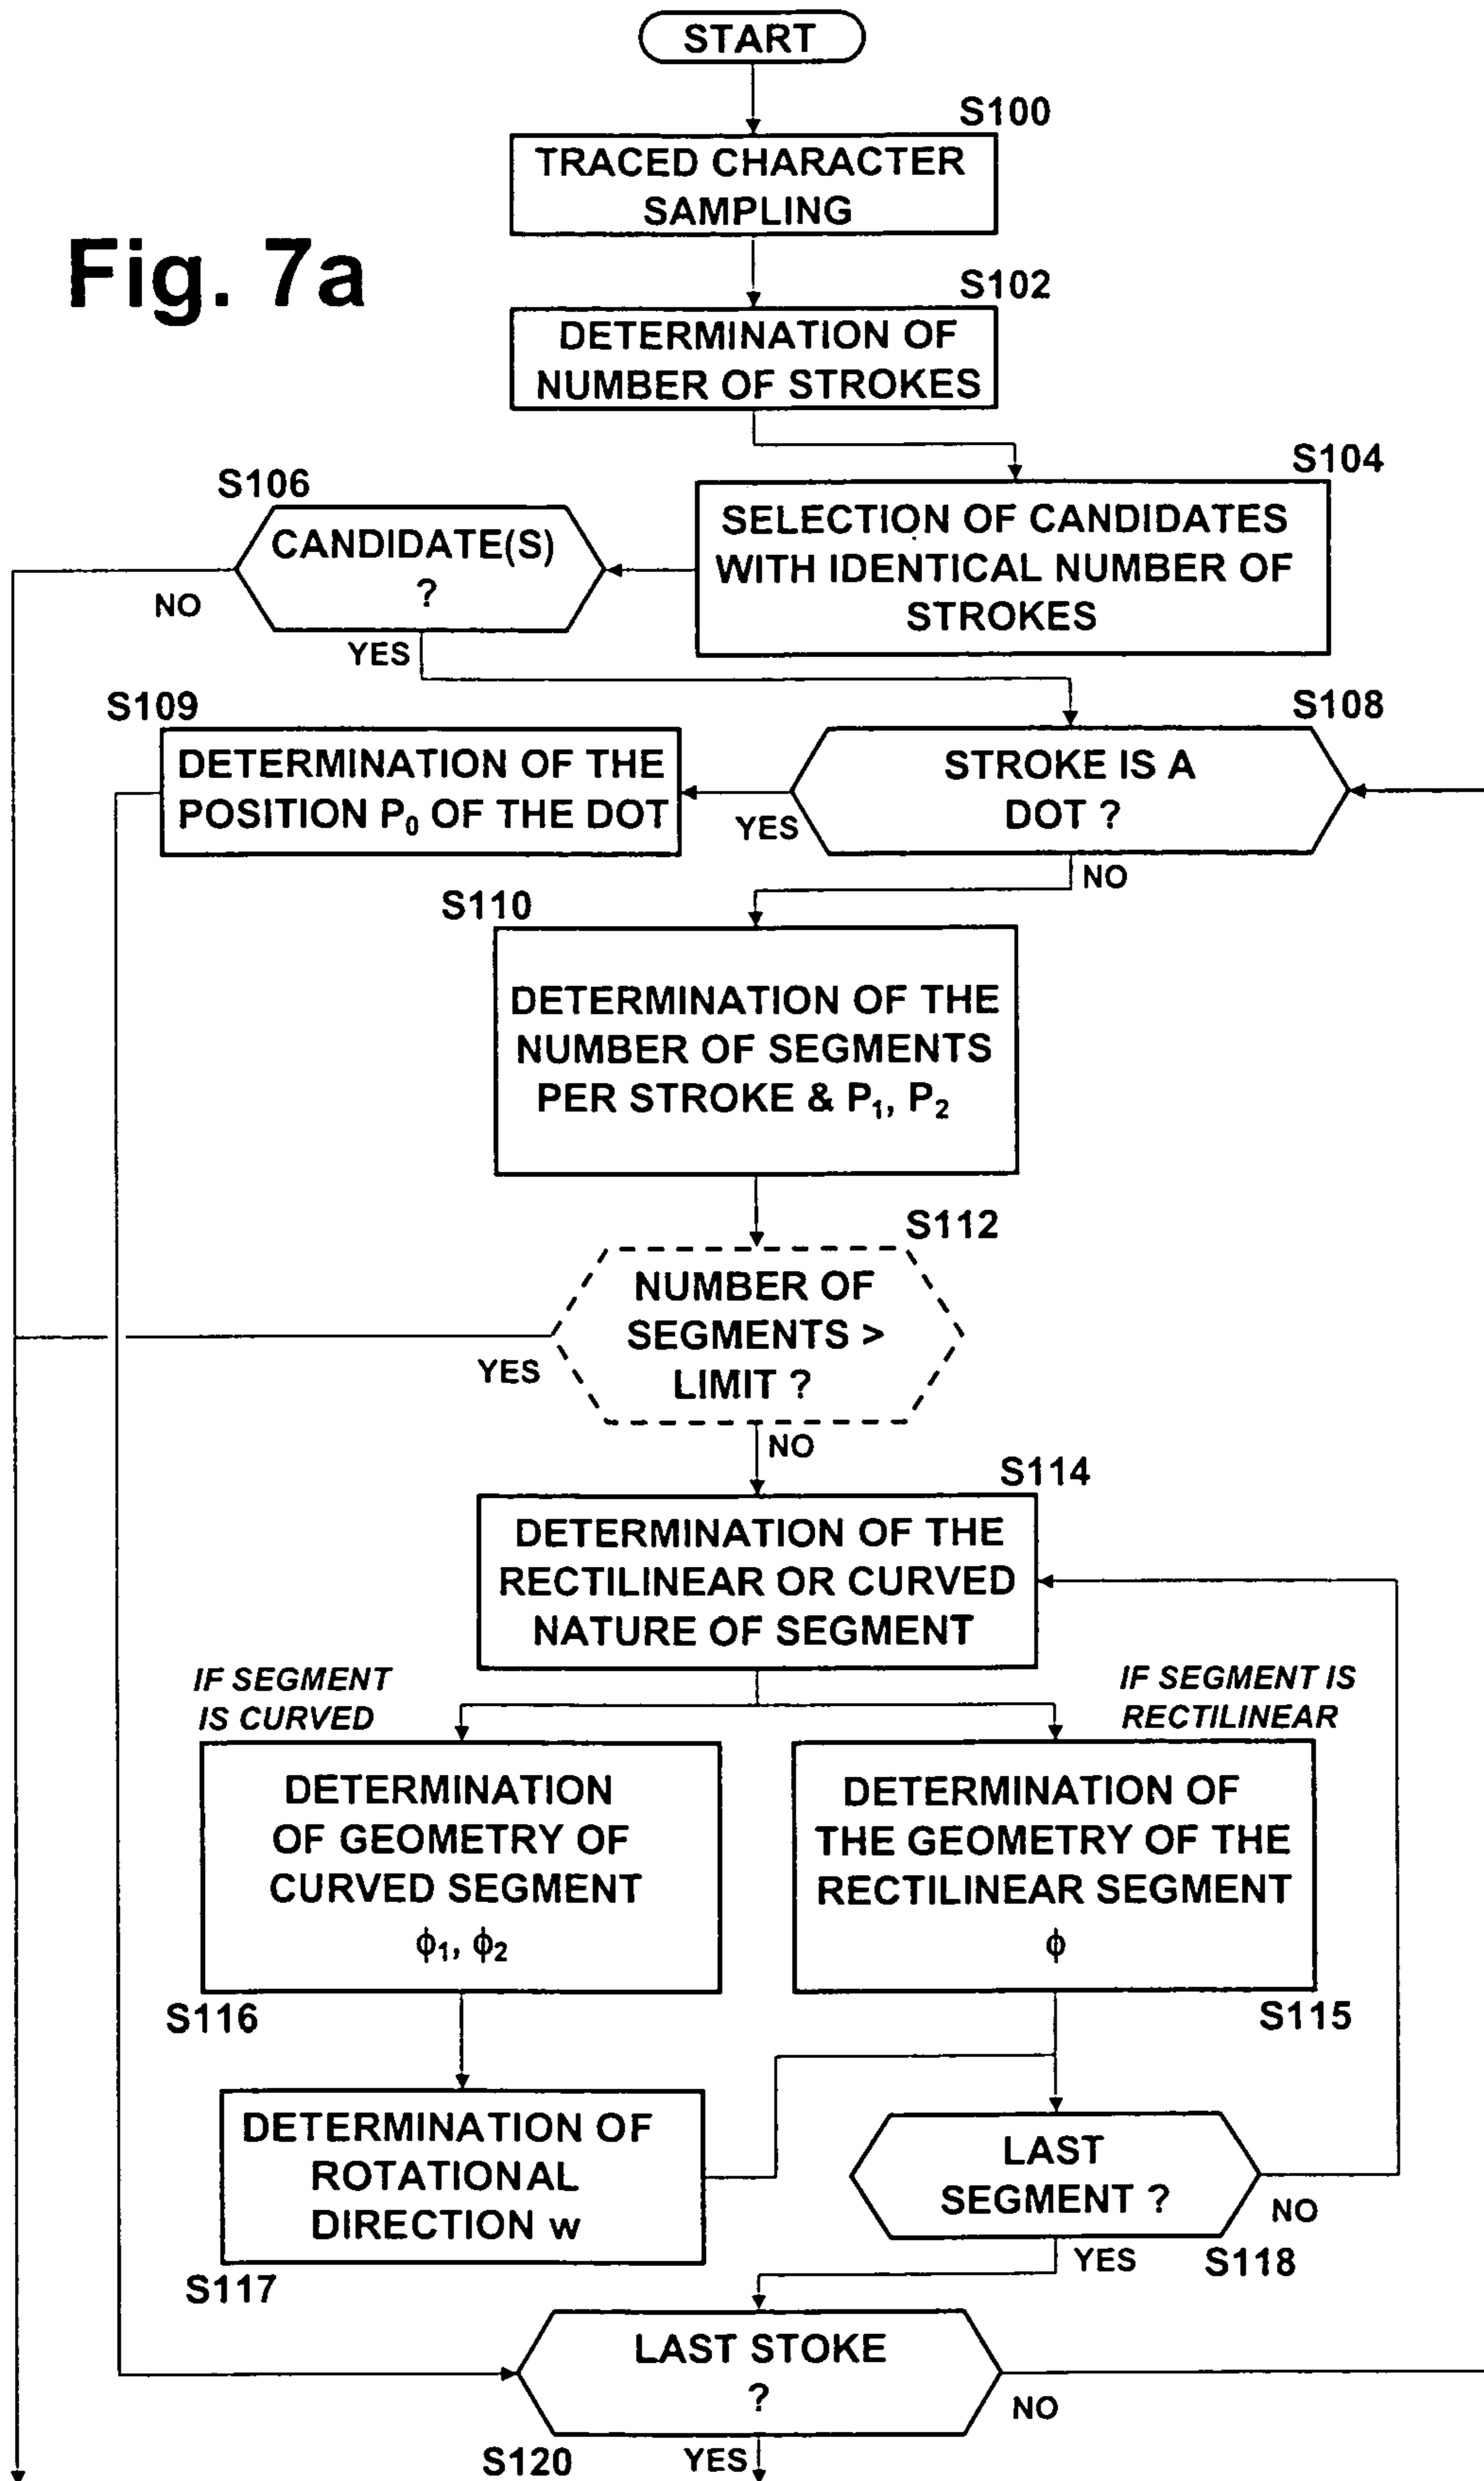 START
S100
TRACED CHARACTER
SAMPLING
Fig. 7a
S102
DETERMINATION OF
NUMBER OF STROKES
S104
SELECTION OF CANDIDATES
WITH IDENTICAL NUMBER OF
STROKES
S106
CANDIDATE(S)
?
NO
YES
S108
STROKE IS A
DOT ?
YES
NO
S109
DETERMINATION OF THE
POSITION P₀ OF THE DOT
S110
DETERMINATION OF THE
NUMBER OF SEGMENTS
PER STROKE & P₁, P₂
S112
NUMBER OF
SEGMENTS >
LIMIT ?
YES
NO
S114
DETERMINATION OF THE
RECTILINEAR OR CURVED
NATURE OF SEGMENT
IF SEGMENT
IS CURVED
IF SEGMENT IS
RECTILINEAR
DETERMINATION
OF GEOMETRY OF
CURVED SEGMENT
ϕ₁, ϕ₂
S116
DETERMINATION OF
THE GEOMETRY OF THE
RECTILINEAR SEGMENT
ϕ
S115
DETERMINATION OF
ROTATIONAL
DIRECTION w
S117
LAST
SEGMENT ?
NO
YES
S118
LAST STOKE
?
NO
S120
YES